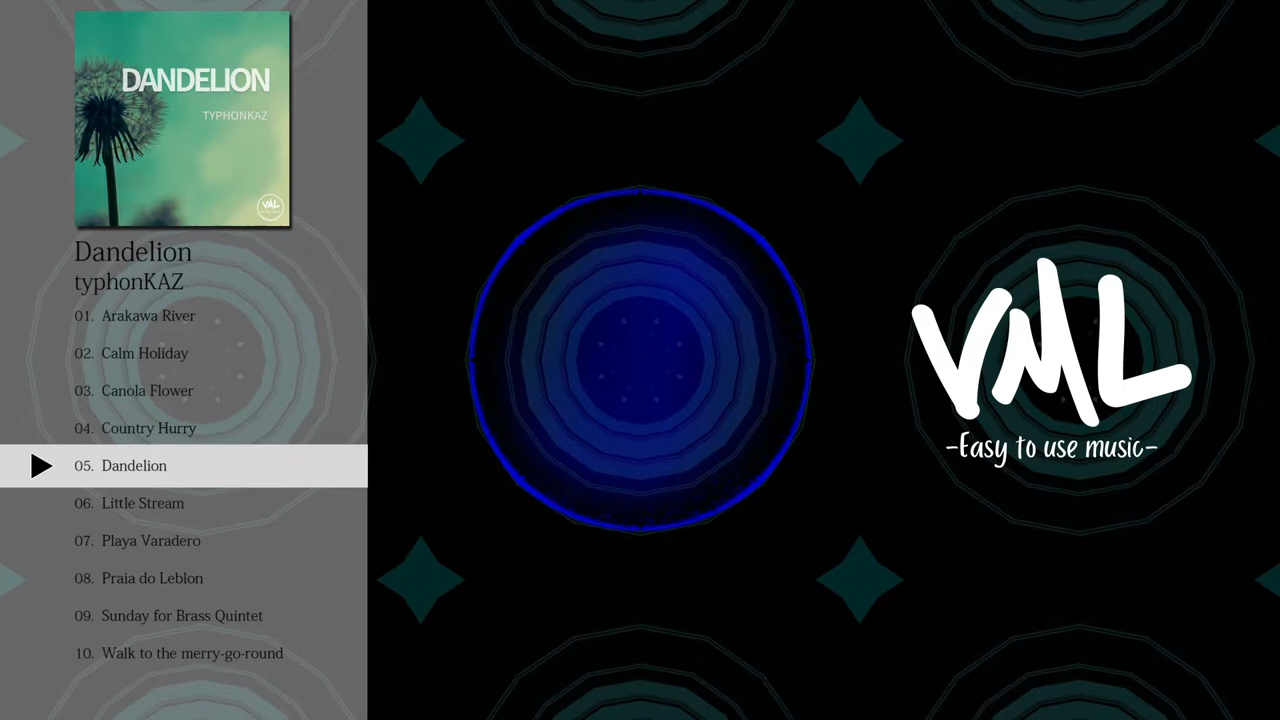 DANDELION
TYPHONKAZ
VML
Dandelion
typhonKAZ
01. Arakawa River
02. Calm Holiday
03. Canola Flower
04. Country Hurry
05. Dandelion
06. Little Stream
07. Playa Varadero
08. Praia do Leblon
09. Sunday for Brass Quintet
10. Walk to the merry-go-round
VML
-Easy to use music-